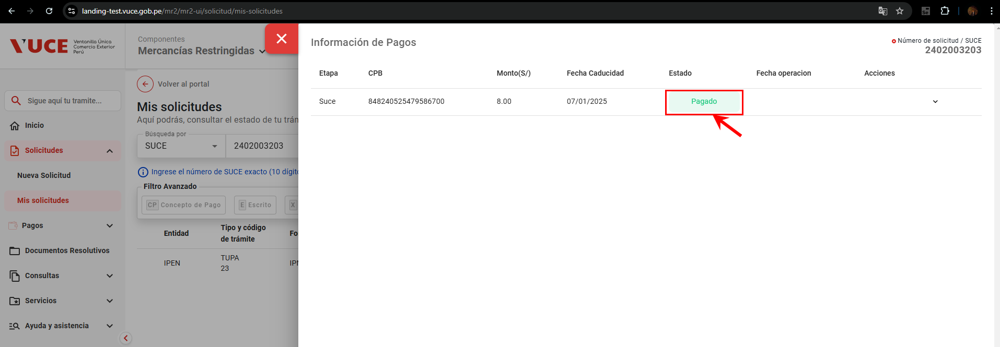 landing-test.vuce.gob.pe/mr2/mr2-ui/solicitud/mis-solicitudes
Se
VUCE
Ventanilla Única
Comercio Exterior
Perú
Componentes
Mercancías Restringidas
Sigue aquí tu tramite...
Inicio
Solicitudes
Nueva Solicitud
Mis solicitudes
Pagos
Documentos Resolutivos
Consultas
Servicios
Ayuda y asistencia
Volver al portal
Mis solicitudes
Aquí podrás, consultar el estado de tu trán
Búsqueda por
SUCE 2402003203
Ingrese el número de SUCE exacto (10 dígito
Filtro Avanzado
CP Concepto de Pago E Escrito X
Entidad Tipo y código de trámite Fo
IPEN TUPA 23 IPN
Información de Pagos
Número de solicitud / SUCE
2402003203
Etapa CPB Monto(S/) Fecha Caducidad Estado Fecha operacion Acciones
Suce 848240525479586700 8.00 07/01/2025 Pagado